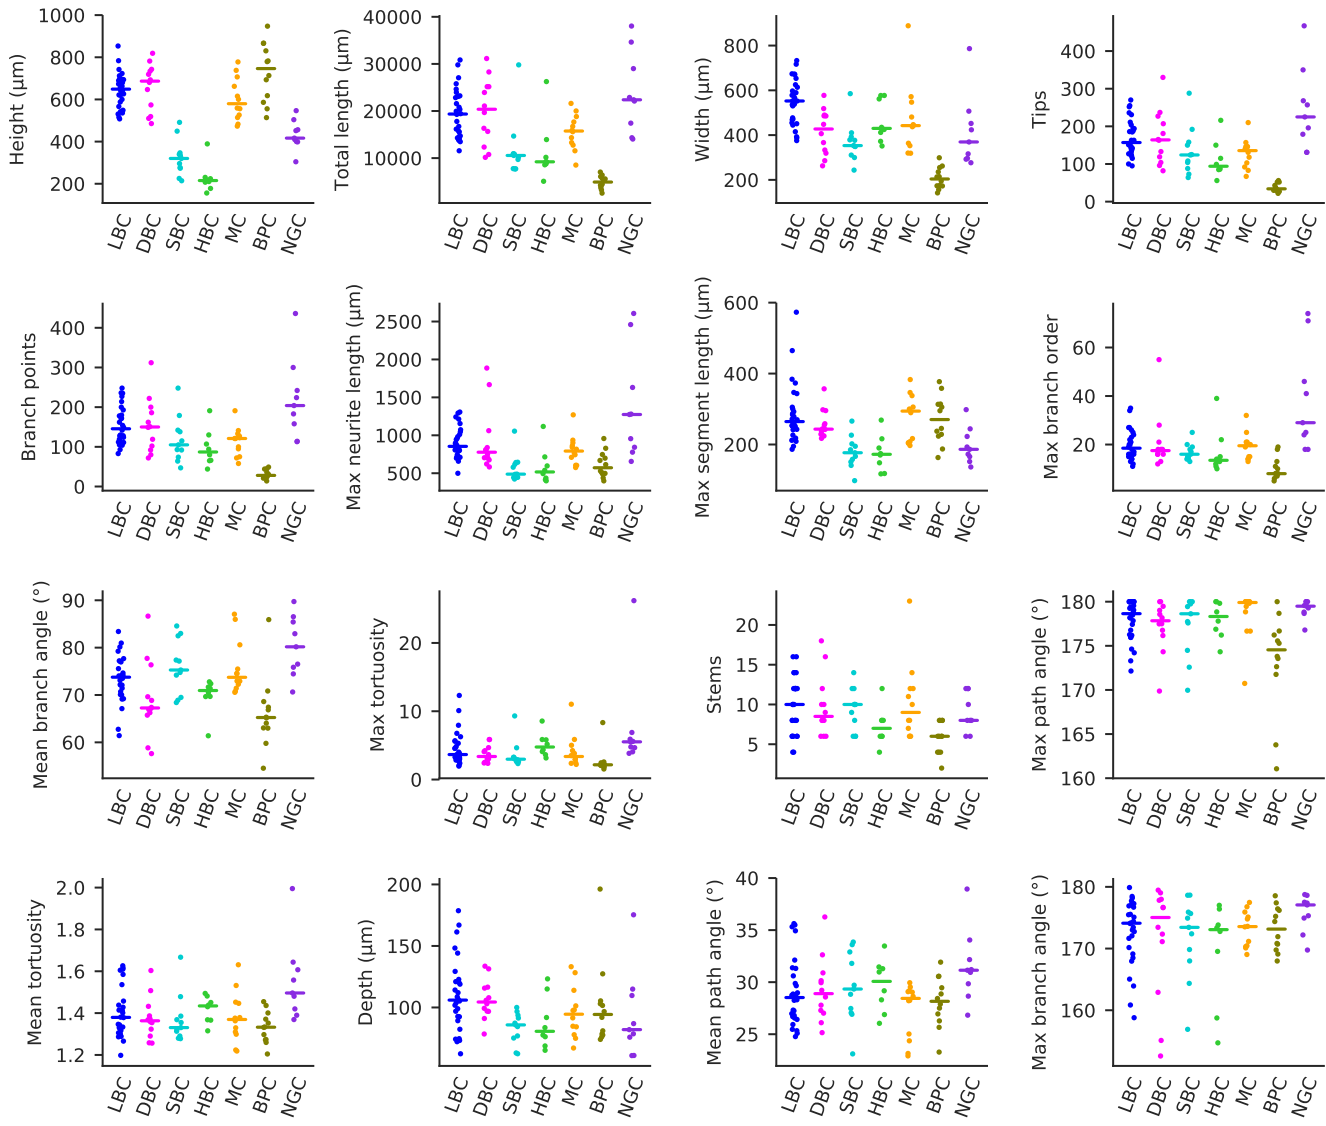 Height (μm)
1000
800
600
400
200
LBC
DBC
SBC
HBC
MC
BPC
NGC
Total length (μm)
40000
30000
20000
10000
LBC
DBC
SBC
HBC
MC
BPC
NGC
Width (μm)
800
600
400
200
LBC
DBC
SBC
HBC
MC
BPC
NGC
Tips
400
300
200
100
0
LBC
DBC
SBC
HBC
MC
BPC
NGC
Branch points
400
300
200
100
0
LBC
DBC
SBC
HBC
MC
BPC
NGC
Max neurite length (μm)
2500
2000
1500
1000
500
LBC
DBC
SBC
HBC
MC
BPC
NGC
Max segment length (μm)
600
400
200
LBC
DBC
SBC
HBC
MC
BPC
NGC
Max branch order
60
40
20
LBC
DBC
SBC
HBC
MC
BPC
NGC
Mean branch angle (°)
90
80
70
60
LBC
DBC
SBC
HBC
MC
BPC
NGC
Max tortuosity
20
10
0
LBC
DBC
SBC
HBC
MC
BPC
NGC
Stems
20
15
10
5
LBC
DBC
SBC
HBC
MC
BPC
NGC
Max path angle (°)
180
175
170
165
160
LBC
DBC
SBC
HBC
MC
BPC
NGC
Mean tortuosity
2.0
1.8
1.6
1.4
1.2
LBC
DBC
SBC
HBC
MC
BPC
NGC
Depth (μm)
200
150
100
LBC
DBC
SBC
HBC
MC
BPC
NGC
Mean path angle (°)
40
35
30
25
LBC
DBC
SBC
HBC
MC
BPC
NGC
Max branch angle (°)
180
170
160
LBC
DBC
SBC
HBC
MC
BPC
NGC